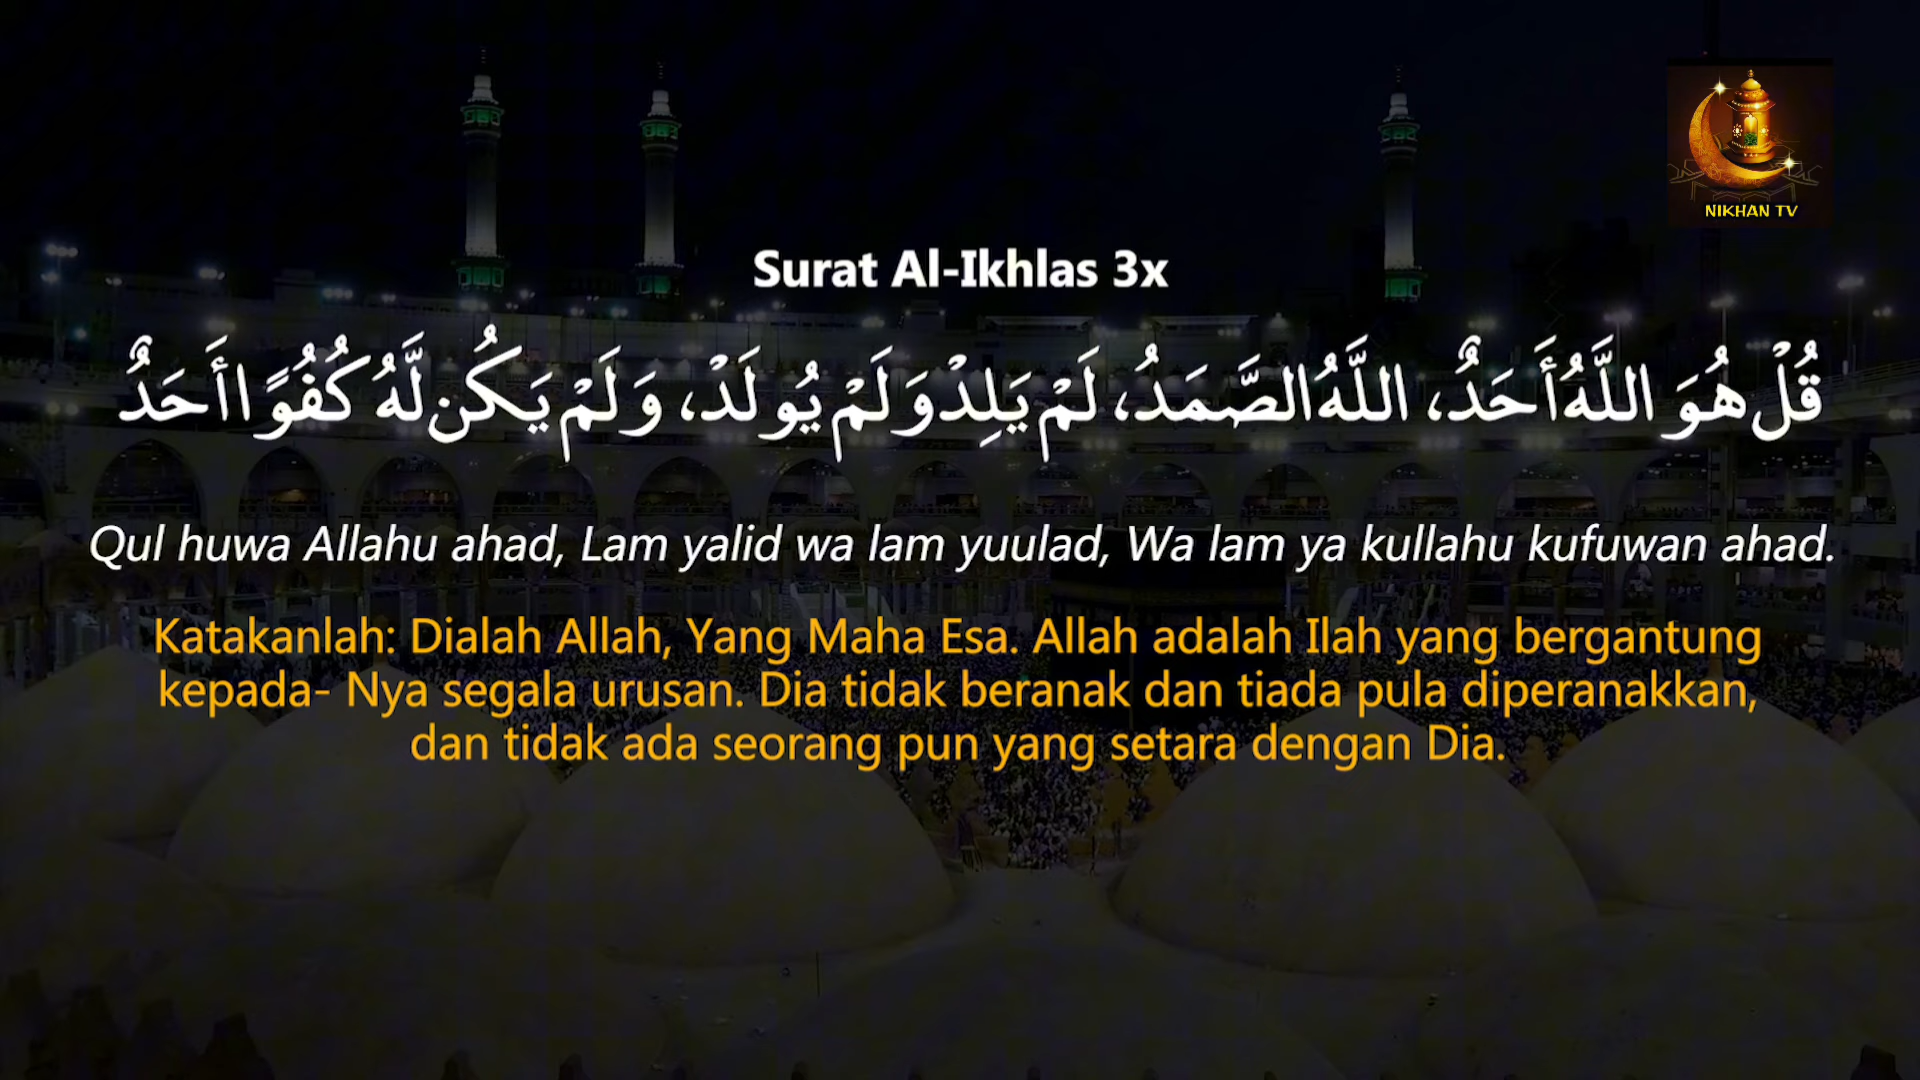 NIKHAN TV
Surat Al-Ikhlas 3x
قُلْ هُوَ اللَّهُ أَحَدٌ، اللَّهُ الصَّمَدُ، لَمْ يَلِدْ وَلَمْ يُولَدْ، وَلَمْ يَكُن لَّهُ كُفُوًا أَحَدٌ
Qul huwa Allahu ahad, Lam yalid wa lam yuulad, Wa lam ya kullahu kufuwan ahad.
Katakanlah: Dialah Allah, Yang Maha Esa. Allah adalah Ilah yang bergantung
kepada- Nya segala urusan. Dia tidak beranak dan tiada pula diperanakkan,
dan tidak ada seorang pun yang setara dengan Dia.